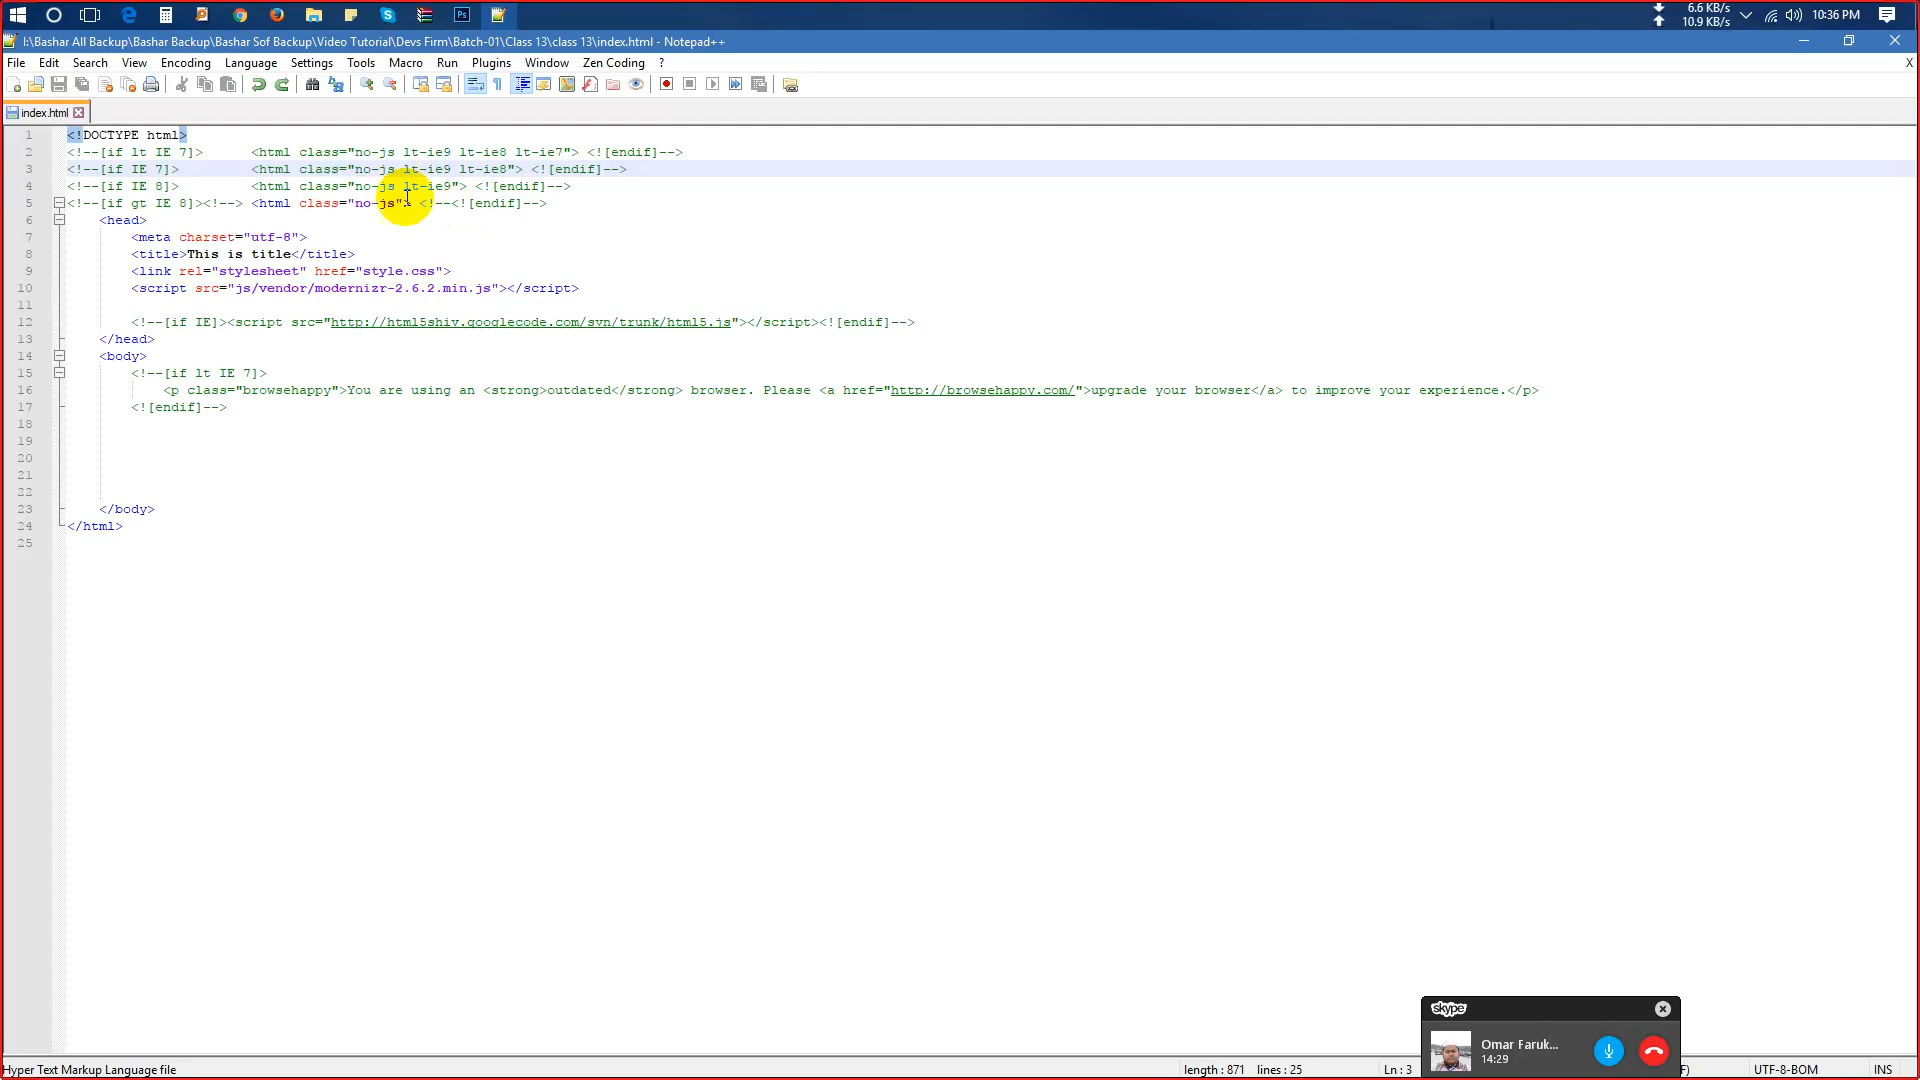 6.6 KB/s
10.9 KB/s
10:36 PM
Ps
I:\Bashar All Backup\Bashar Backup\Bashar Sof Backup\Video Tutorial\Devs Firm\Batch-01\Class 13\class 13\index.html - Notepad++
File Edit Search View Encoding Language Settings Tools Macro Run Plugins Window Zen Coding ? X
index.html
1 <!DOCTYPE html>
2 <!--[if lt IE 7]>      <html class="no-js lt-ie9 lt-ie8 lt-ie7"> <![endif]-->
3 <!--[if IE 7]>         <html class="no-js lt-ie9 lt-ie8"> <![endif]-->
4 <!--[if IE 8]>         <html class="no-js lt-ie9"> <![endif]-->
5 <!--[if gt IE 8]><!--> <html class="no-js"> <!--<![endif]-->
6     <head>
7         <meta charset="utf-8">
8         <title>This is title</title>
9         <link rel="stylesheet" href="style.css">
10         <script src="js/vendor/modernizr-2.6.2.min.js"></script>
11
12         <!--[if IE]><script src="http://html5shiv.googlecode.com/svn/trunk/html5.js"></script><![endif]-->
13     </head>
14     <body>
15         <!--[if lt IE 7]>
16             <p class="browsehappy">You are using an <strong>outdated</strong> browser. Please <a href="http://browsehappy.com/">upgrade your browser</a> to improve your experience.</p>
17         <![endif]-->
18
19
20
21
22
23     </body>
24 </html>
25
skype
Omar Faruk...
14:29
Hyper Text Markup Language file length : 871 lines : 25 Ln : 3 F) UTF-8-BOM INS